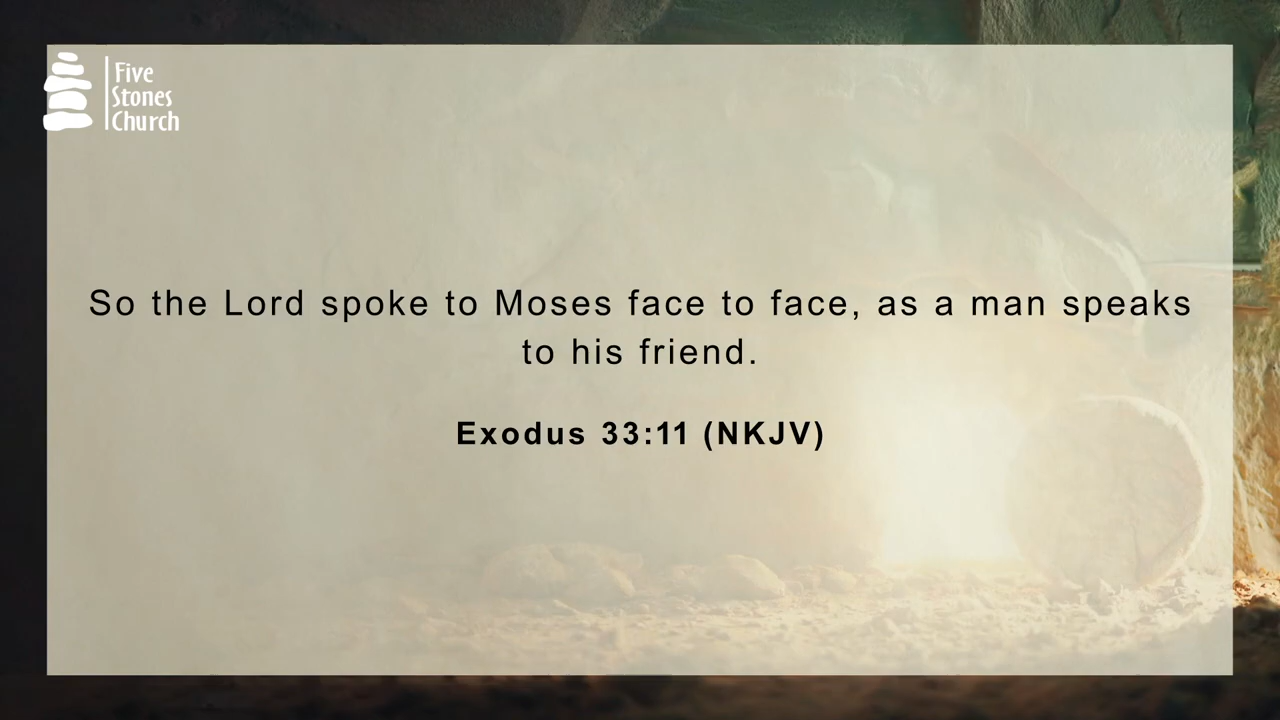 Five
Stones
Church
So the Lord spoke to Moses face to face, as a man speaks
to his friend.
Exodus 33:11 (NKJV)